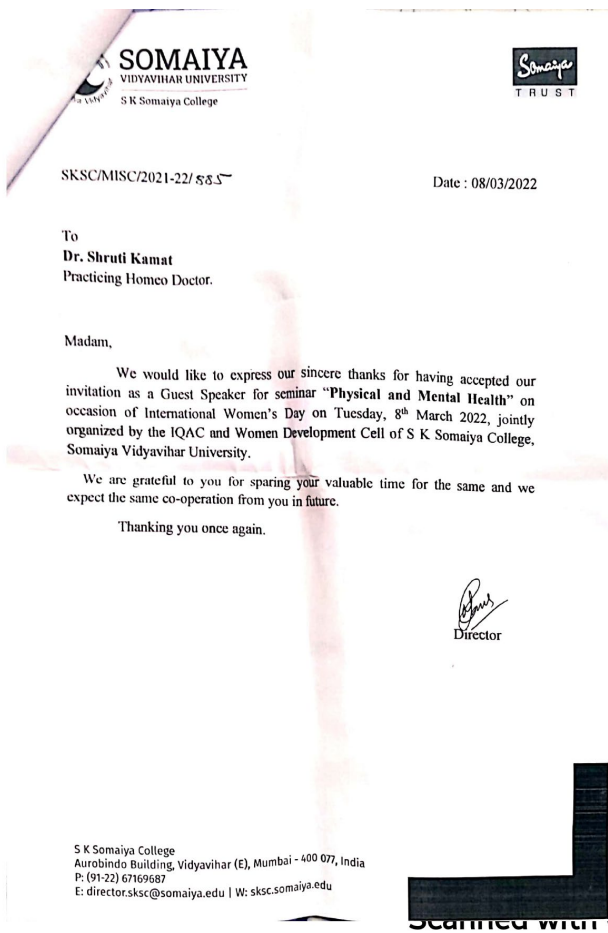 SOMAIYA
VIDYAVIHAR UNIVERSITY
S K Somaiya College
Somaiya
TRUST
SKSC/MISC/2021-22/885
Date : 08/03/2022
To
Dr. Shruti Kamat
Practicing Homeo Doctor.
Madam,
We would like to express our sincere thanks for having accepted our
invitation as a Guest Speaker for seminar “Physical and Mental Health” on
occasion of International Women's Day on Tuesday, 8th March 2022, jointly
organized by the IQAC and Women Development Cell of S K Somaiya College,
Somaiya Vidyavihar University.
We are grateful to you for sparing your valuable time for the same and we
expect the same co-operation from you in future.
Thanking you once again.
Director
S K Somaiya College
Aurobindo Building, Vidyavihar (E), Mumbai - 400 077, India
P: (91-22) 67169687
E: director.sksc@somaiya.edu | W: sksc.somaiya.edu
Scanned with